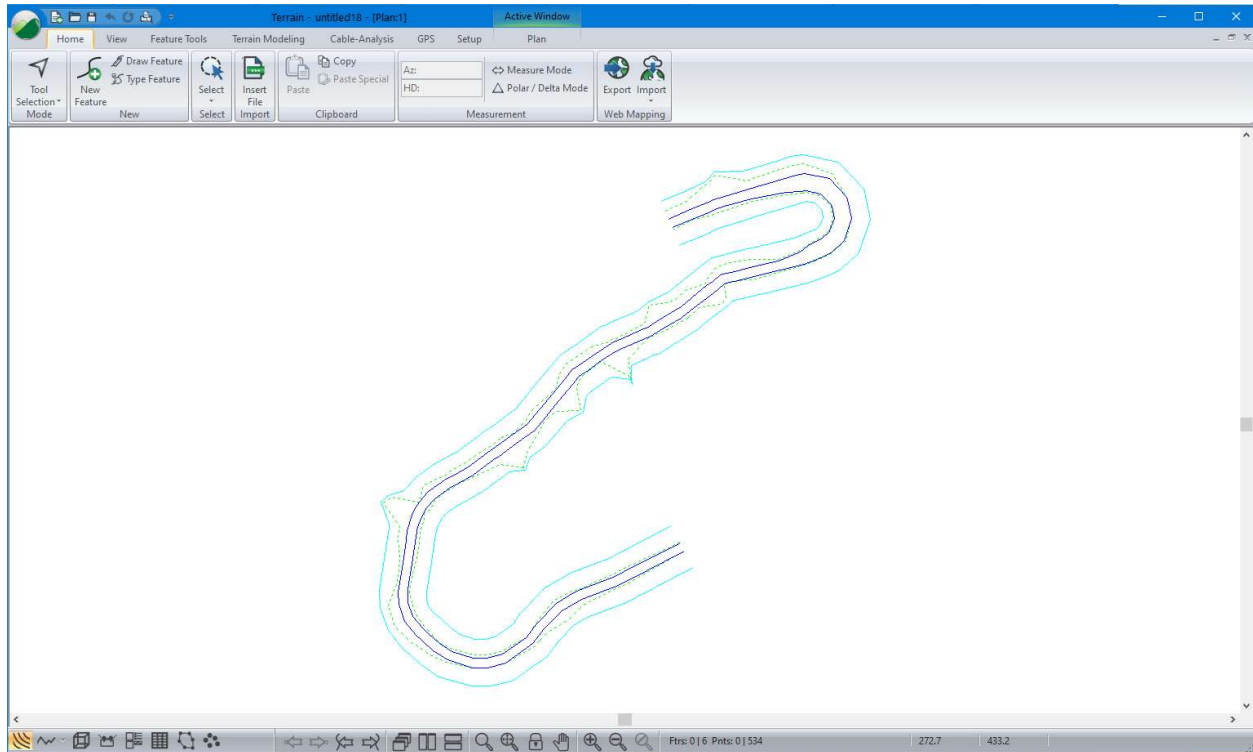 Terrain - untitled18 - [Plan:1]
Active Window
Home View Feature Tools Terrain Modeling Cable-Analysis GPS Setup Plan
Tool
Selection
Mode
New
Feature
Draw Feature
Type Feature
New
Select
Select
Insert
File
Import
Paste
Copy
Paste Special
Clipboard
Az:
HD:
Measure Mode
Polar / Delta Mode
Measurement
Export Import
Web Mapping
Ftrs: 0 | 6 Pnts: 0 | 534
272.7
433.2